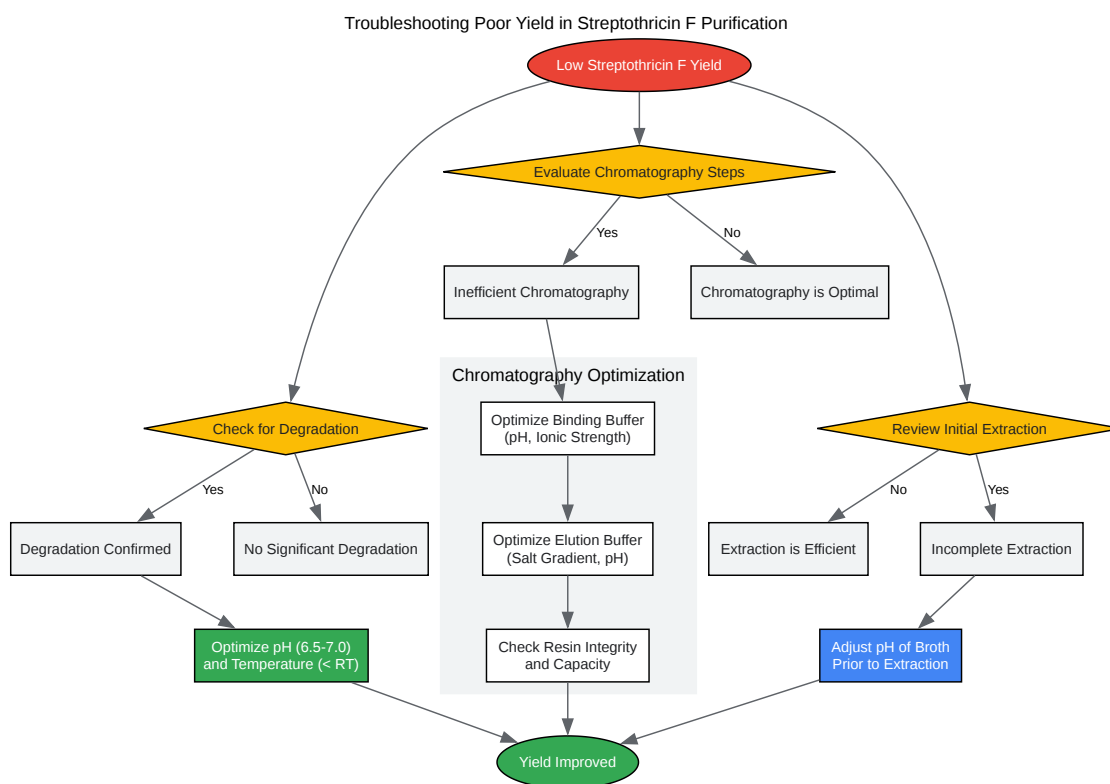 Troubleshooting Poor Yield in Streptothricin F Purification
Low Streptothricin F Yield
Evaluate Chromatography Steps
Yes
No
Inefficient Chromatography
Chromatography is Optimal
Chromatography Optimization
Check for Degradation
Optimize Binding Buffer
(pH, Ionic Strength)
Review Initial Extraction
Yes
No
No
Yes
Degradation Confirmed
No Significant Degradation
Optimize Elution Buffer
(Salt Gradient, pH)
Extraction is Efficient
Incomplete Extraction
Optimize pH (6.5-7.0)
and Temperature (< RT)
Check Resin Integrity
and Capacity
Adjust pH of Broth
Prior to Extraction
Yield Improved